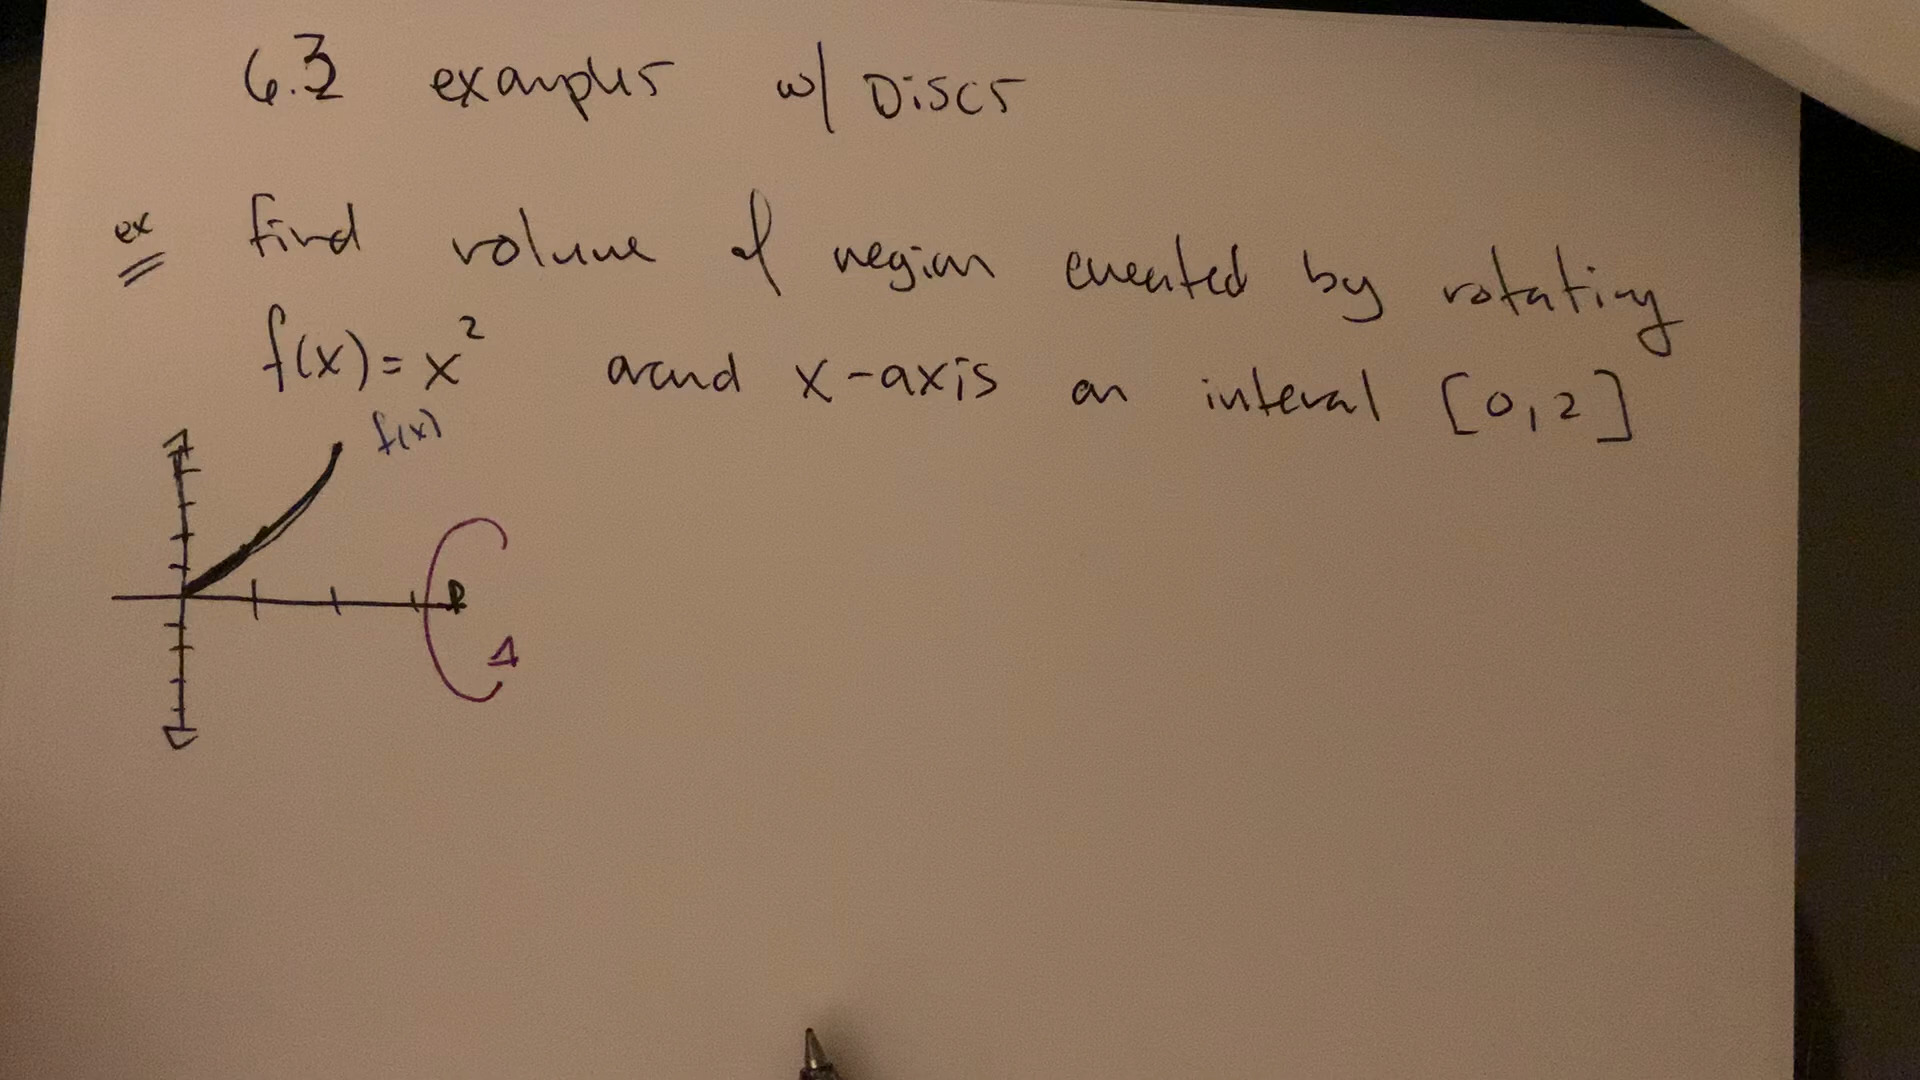 6.3 examples w/ Discs
ex find volume of region created by rotating
f(x) = x² around x-axis on interval [0,2]
f(x)